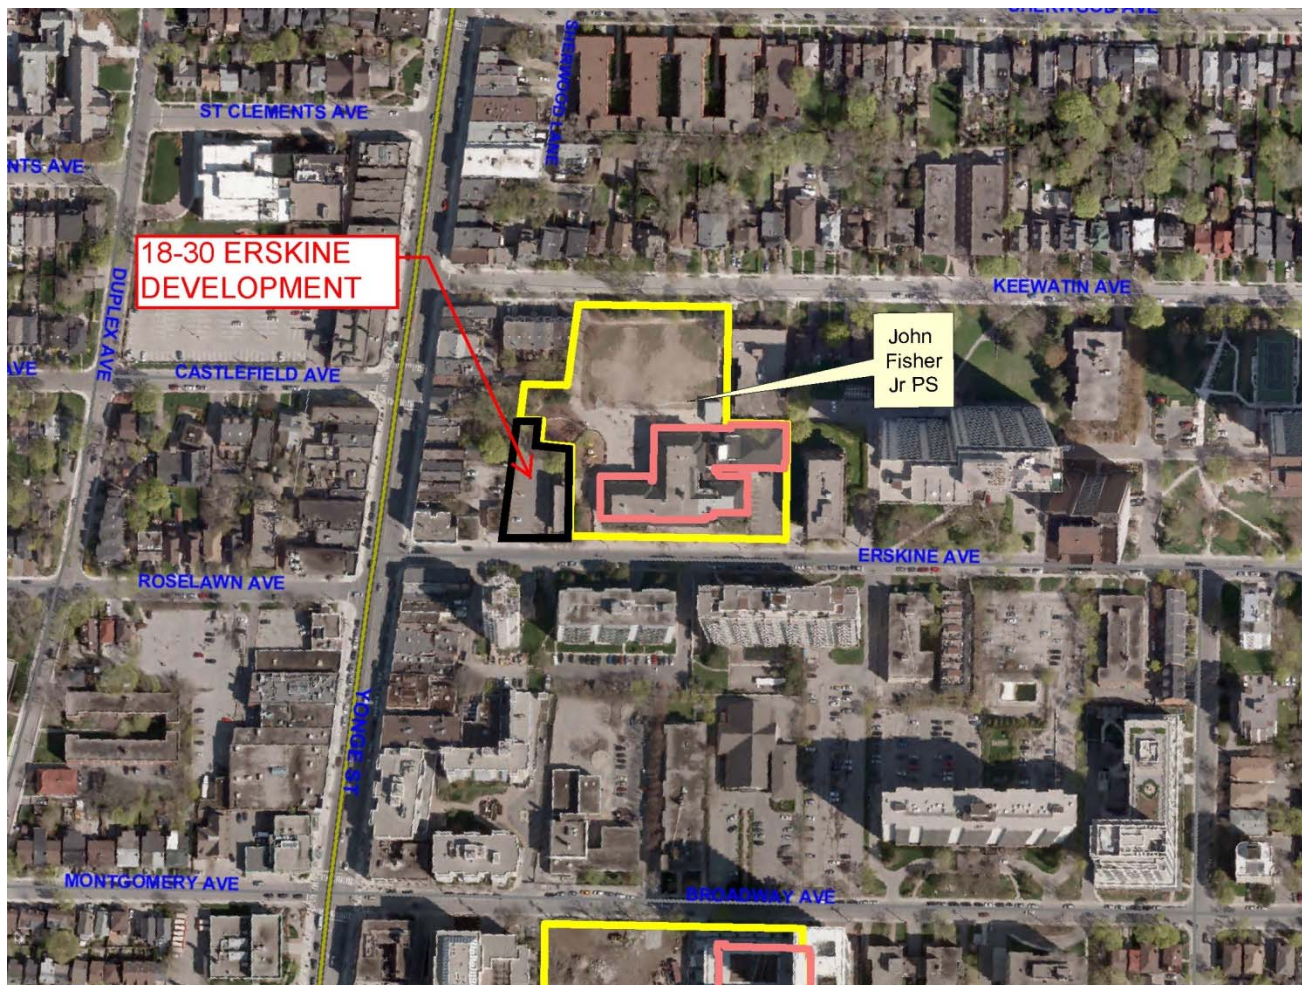 SHERWOOD AVE
SHERWOOD LANE
ST CLEMENTS AVE
NTS AVE
18-30 ERSKINE
DEVELOPMENT
DUPLEX AVE
KEEWATIN AVE
John
Fisher
Jr PS
AVE
CASTLEFIELD AVE
ERSKINE AVE
ROSELAWN AVE
YONGE ST
MONTGOMERY AVE
BROADWAY AVE